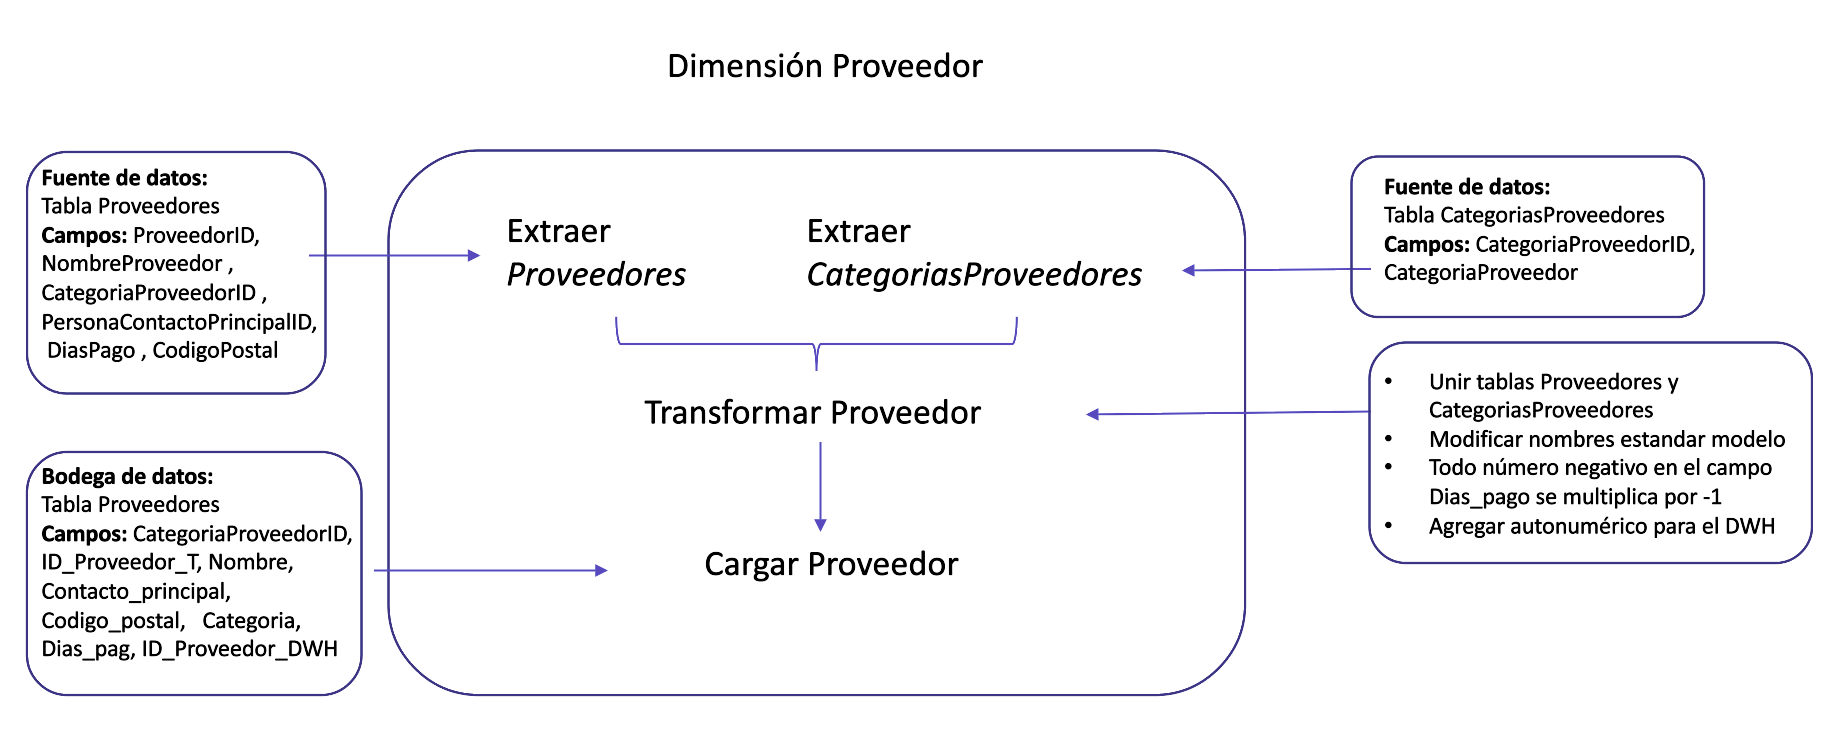 Dimensión Proveedor
Fuente de datos:
Tabla Proveedores
Campos: ProveedorID,
NombreProveedor ,
CategoriaProveedorID ,
PersonaContactoPrincipalID,
DiasPago , CodigoPostal
Extraer
Proveedores
Extraer
CategoriasProveedores
Fuente de datos:
Tabla CategoriasProveedores
Campos: CategoriaProveedorID,
CategoriaProveedor
Transformar Proveedor
• Unir tablas Proveedores y
CategoriasProveedores
• Modificar nombres estandar modelo
• Todo número negativo en el campo
Dias_pago se multiplica por -1
• Agregar autonumérico para el DWH
Bodega de datos:
Tabla Proveedores
Campos: CategoriaProveedorID,
ID_Proveedor_T, Nombre,
Contacto_principal,
Codigo_postal, Categoria,
Dias_pag, ID_Proveedor_DWH
Cargar Proveedor